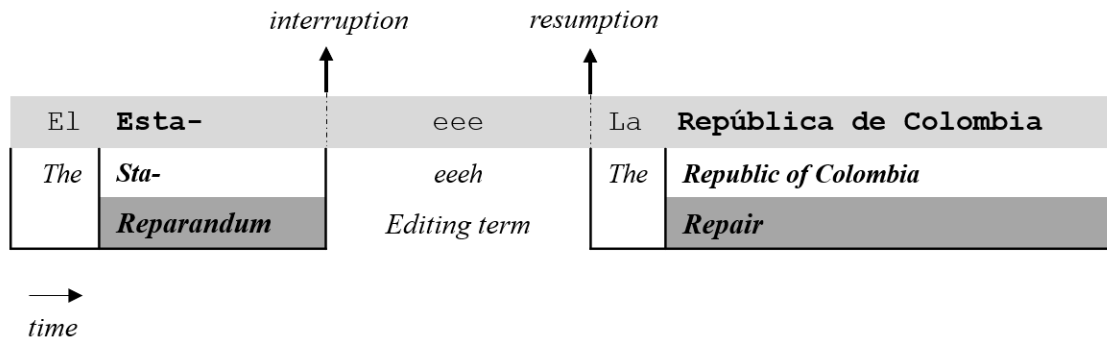 interruption resumption
El Esta- eee La República de Colombia
The Sta- eeeh The Republic of Colombia
Reparandum Editing term Repair
time